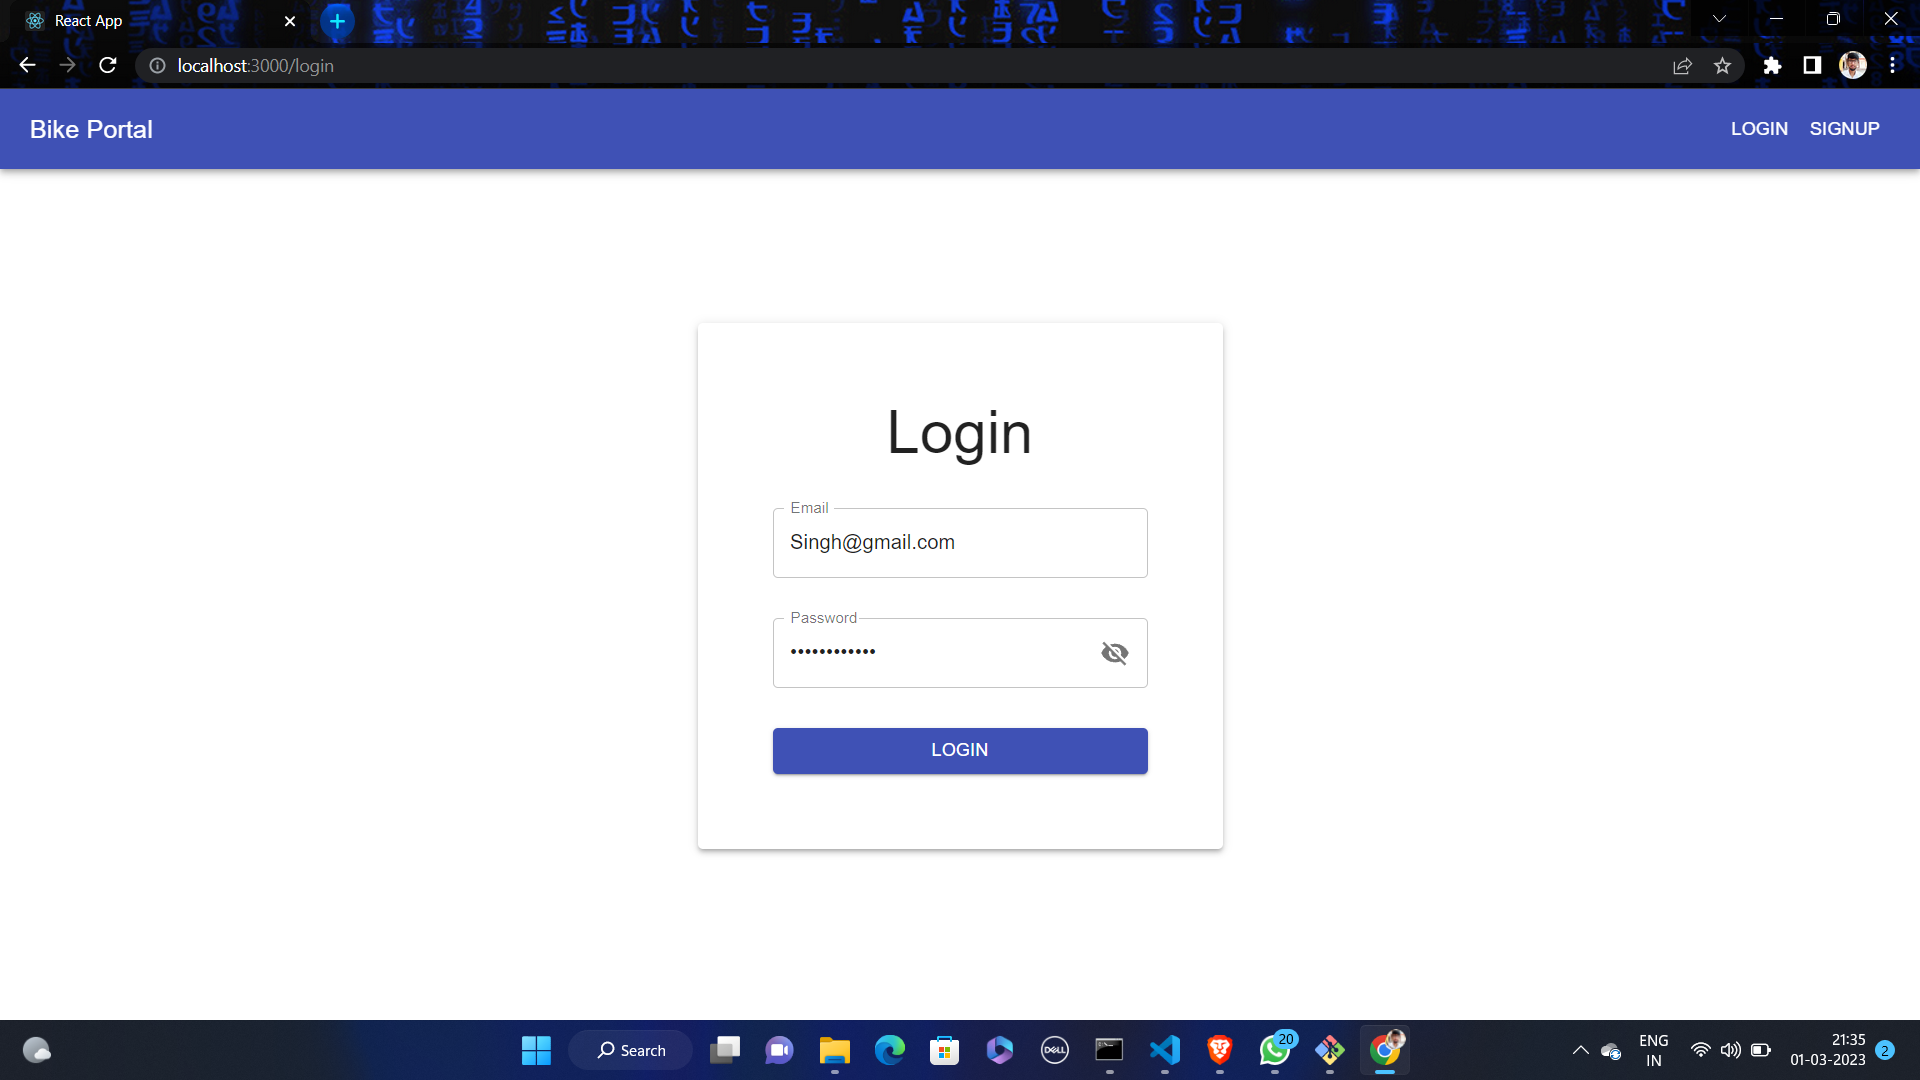 React App
localhost:3000/login
Bike Portal
LOGIN SIGNUP
Login
Email
Singh@gmail.com
Password
••••••••••••
LOGIN
Search
DELL
20
ENG
IN
21:35
01-03-2023
2